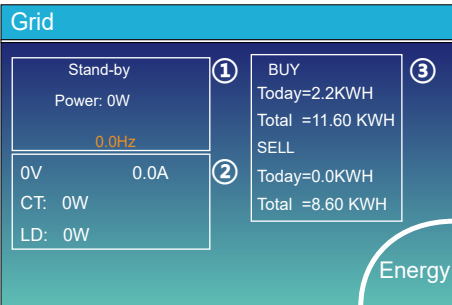 Grid
Stand-by
Power: 0W
0.0Hz
①
0V 0.0A
CT: 0W
LD: 0W
②
BUY
Today=2.2KWH
Total =11.60 KWH
SELL
Today=0.0KWH
Total =8.60 KWH
③
Energy